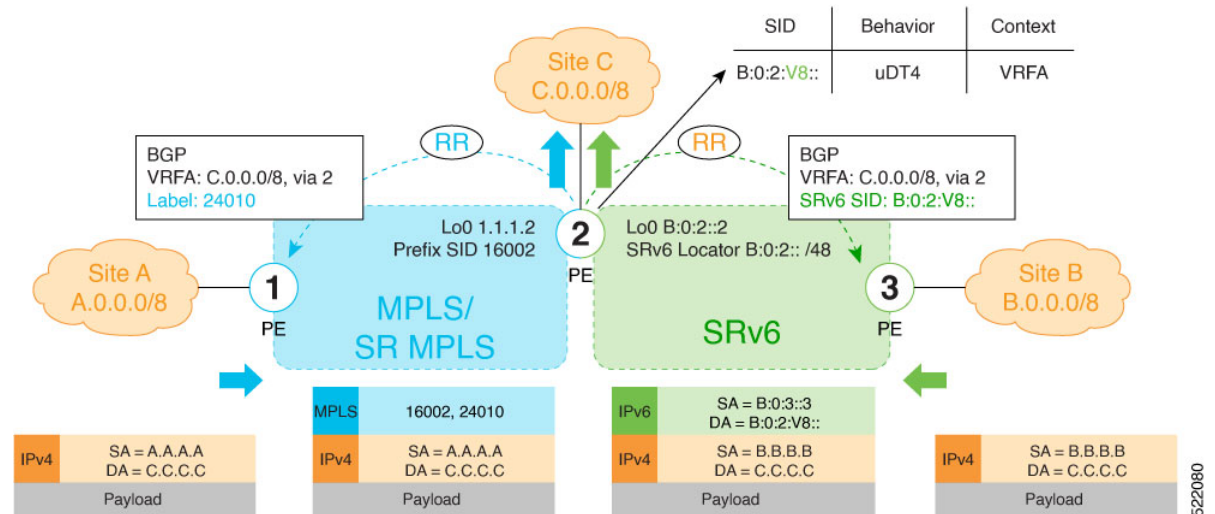 SID Behavior Context
B:0:2:V8:: uDT4 VRFA
Site C
C.0.0.0/8
RR
RR
BGP
VRFA: C.0.0.0/8, via 2
Label: 24010
BGP
VRFA: C.0.0.0/8, via 2
SRv6 SID: B:0:2:V8::
Lo0 1.1.1.2
Prefix SID 16002
2
PE
Lo0 B:0:2::2
SRv6 Locator B:0:2:: /48
Site A
A.0.0.0/8
1
PE
MPLS/
SR MPLS
SRv6
3
PE
Site B
B.0.0.0/8
MPLS 16002, 24010
IPv6 SA = B:0:3::3
DA = B:0:2:V8::
IPv4 SA = A.A.A.A
DA = C.C.C.C
Payload
IPv4 SA = A.A.A.A
DA = C.C.C.C
Payload
IPv4 SA = B.B.B.B
DA = C.C.C.C
Payload
IPv4 SA = B.B.B.B
DA = C.C.C.C
Payload
522080